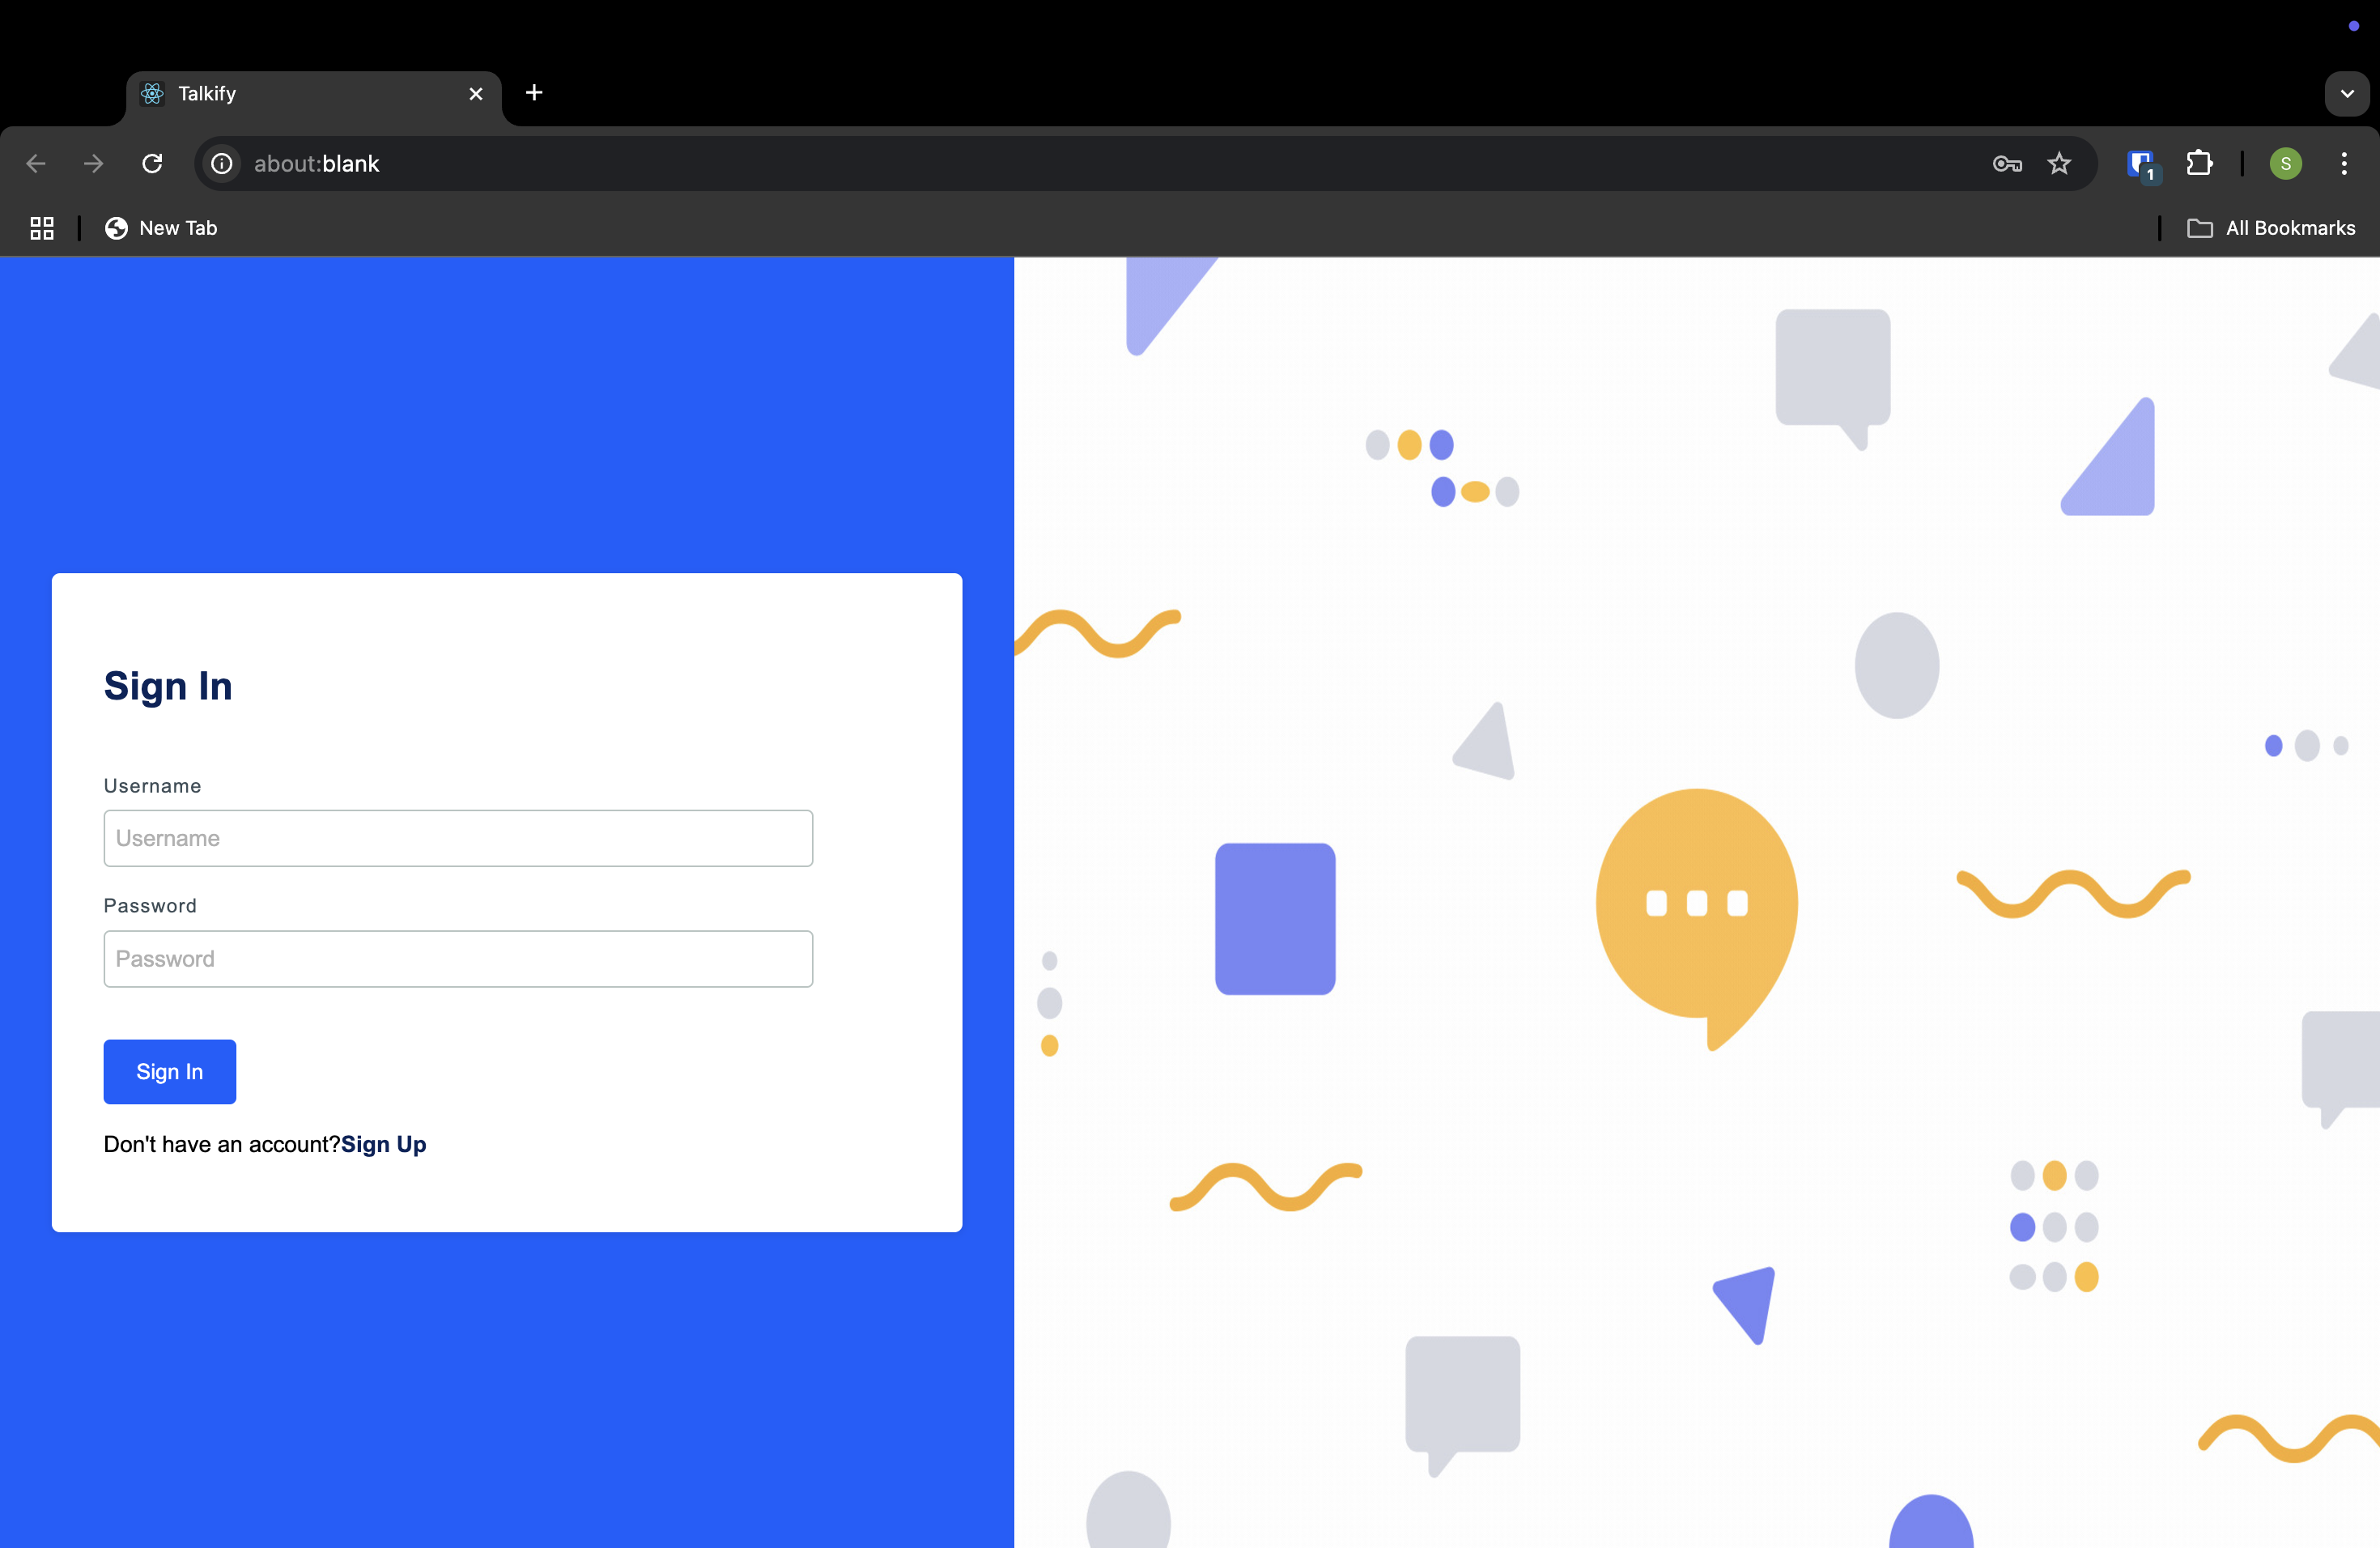 Talkify
about:blank
1
S
New Tab
All Bookmarks
Sign In
Username
Username
Password
Password
Sign In
Don't have an account?Sign Up